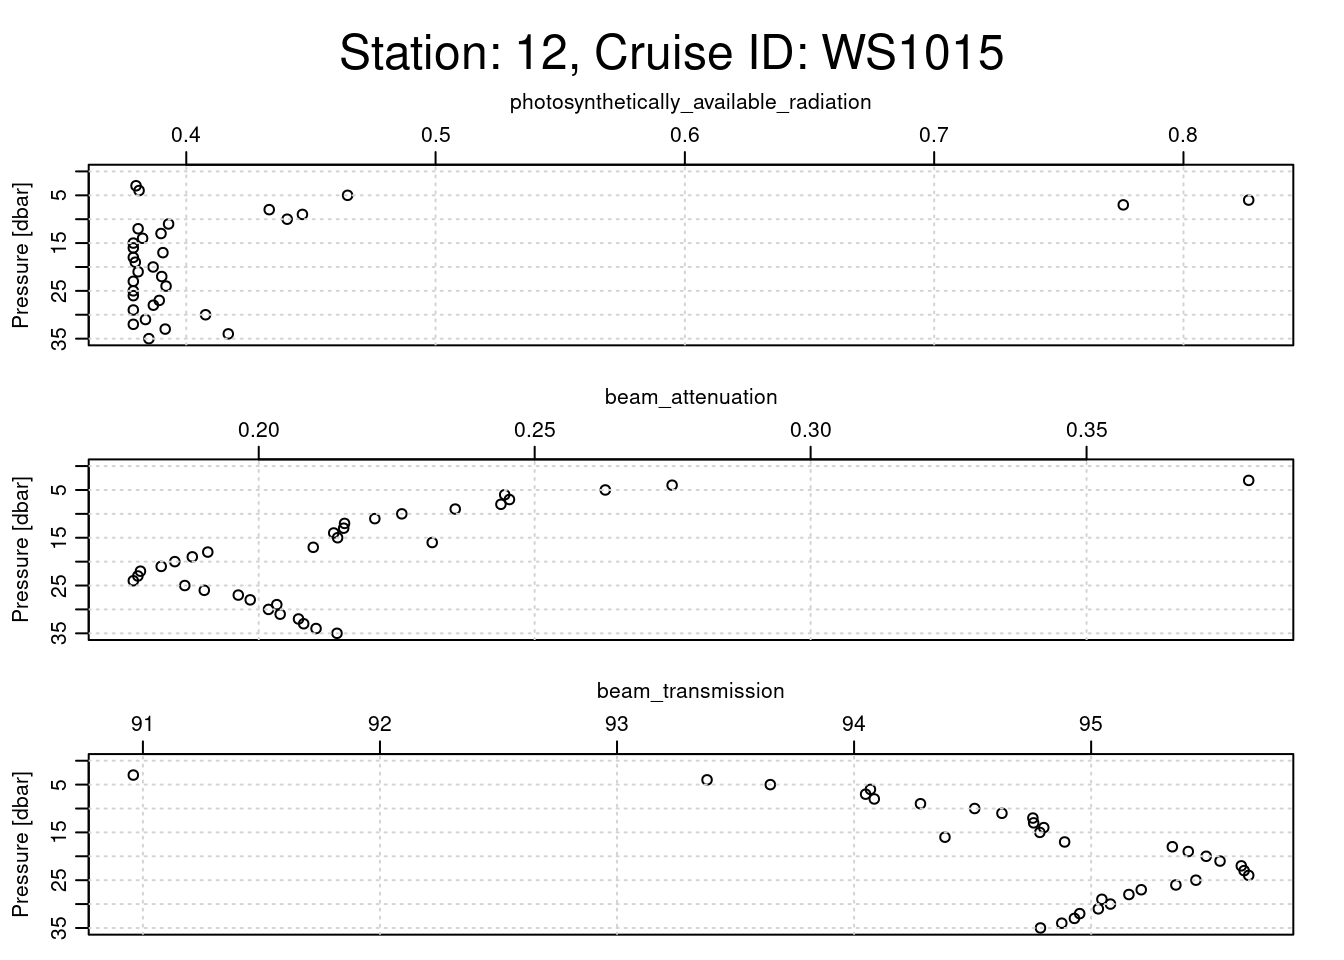 Station: 12, Cruise ID: WS1015
photosynthetically_available_radiation
0.4 0.5 0.6 0.7 0.8
Pressure [dbar]
5
15
25
35
beam_attenuation
0.20 0.25 0.30 0.35
Pressure [dbar]
5
15
25
35
beam_transmission
91 92 93 94 95
Pressure [dbar]
5
15
25
35